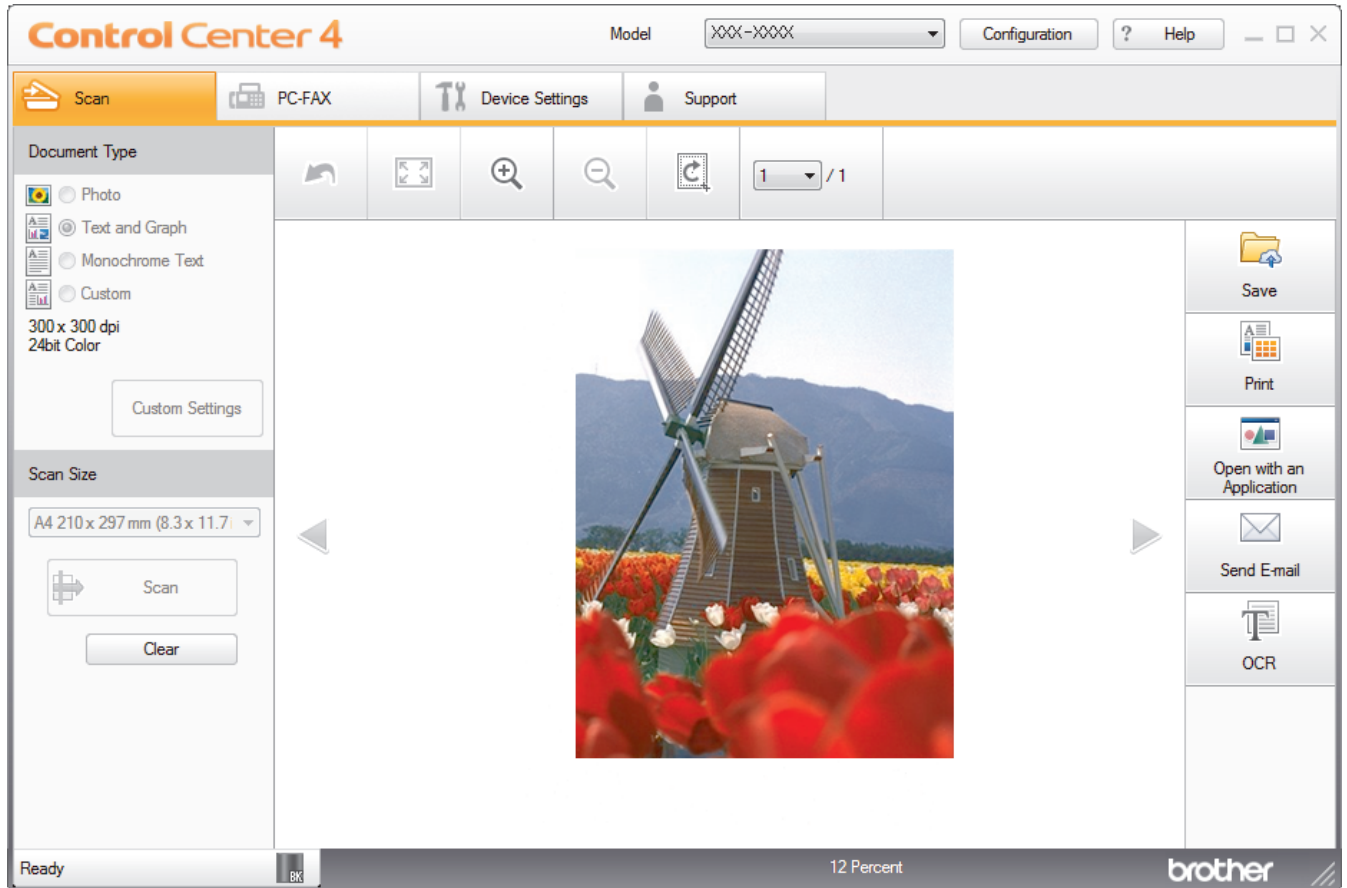 Control Center 4
Model
XXX-XXXX
Configuration
?
Help
Scan
PC-FAX
Device Settings
Support
Document Type
Photo
Text and Graph
Monochrome Text
Custom
300 x 300 dpi
24bit Color
Custom Settings
Scan Size
A4 210 x 297 mm (8.3 x 11.7
Scan
Clear
1
/ 1
Save
Print
Open with an
Application
Send E-mail
OCR
Ready
BK
12 Percent
brother